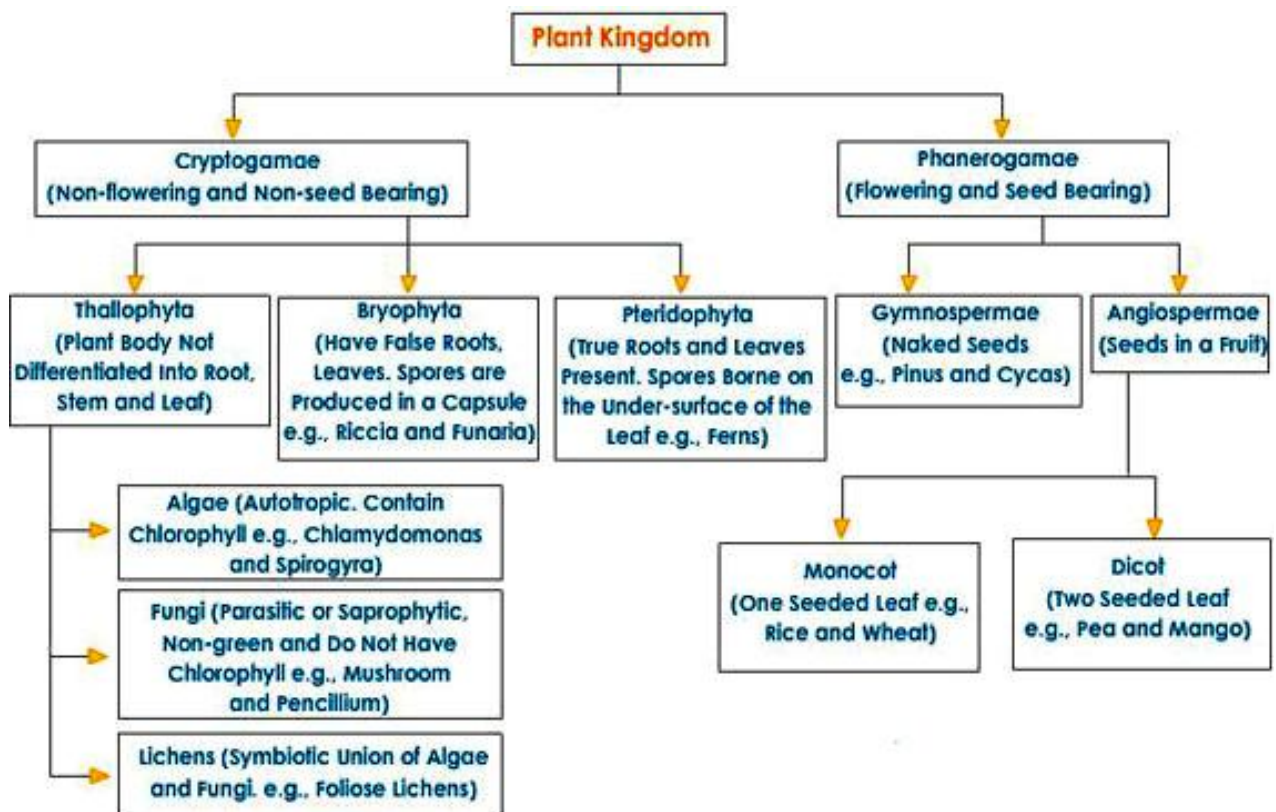 Plant Kingdom
Cryptogamae
(Non-flowering and Non-seed Bearing)
Phanerogamae
(Flowering and Seed Bearing)
Thallophyta
(Plant Body Not
Differentiated Into Root,
Stem and Leaf)
Bryophyta
(Have False Roots,
Leaves. Spores are
Produced in a Capsule
e.g., Riccia and Funaria)
Pteridophyta
(True Roots and Leaves
Present. Spores Borne on
the Under-surface of the
Leaf e.g., Ferns)
Gymnospermae
(Naked Seeds
e.g., Pinus and Cycas)
Angiospermae
(Seeds in a Fruit)
Algae (Autotropic. Contain
Chlorophyll e.g., Chlamydomonas
and Spirogyra)
Fungi (Parasitic or Saprophytic,
Non-green and Do Not Have
Chlorophyll e.g., Mushroom
and Pencillium)
Lichens (Symbiotic Union of Algae
and Fungi. e.g., Foliose Lichens)
Monocot
(One Seeded Leaf e.g.,
Rice and Wheat)
Dicot
(Two Seeded Leaf
e.g., Pea and Mango)